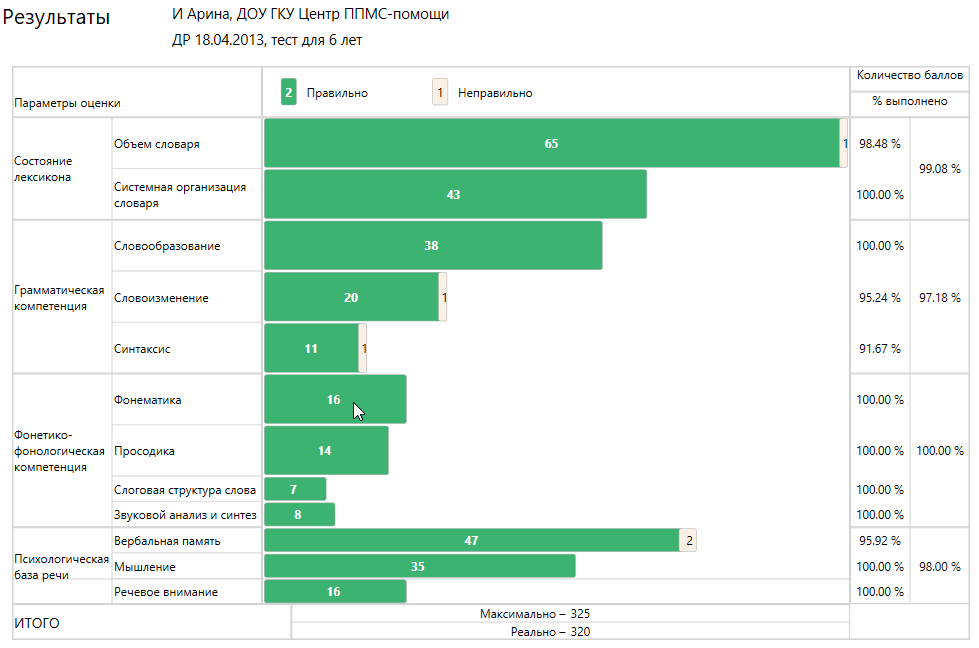 Результаты
И Арина, ДОУ ГКУ Центр ППМС-помощи
ДР 18.04.2013, тест для 6 лет
Параметры оценки
2 Правильно 1 Неправильно
Количество баллов
% выполнено
Состояние
лексикона
Объем словаря 65 1 98.48 %
99.08 %
Системная организация
словаря
43 100.00 %
Грамматическая
компетенция
Словообразование 38 100.00 %
Словоизменение 20 1 95.24 % 97.18 %
Синтаксис 11 1 91.67 %
Фонетико-
фонологическая
компетенция
Фонематика 16 100.00 %
Просодика 14 100.00 % 100.00 %
Слоговая структура слова 7 100.00 %
Звуковой анализ и синтез 8 100.00 %
Психологическая
база речи
Вербальная память 47 2 95.92 %
Мышление 35 100.00 % 98.00 %
Речевое внимание 16 100.00 %
ИТОГО
Максимально – 325
Реально – 320